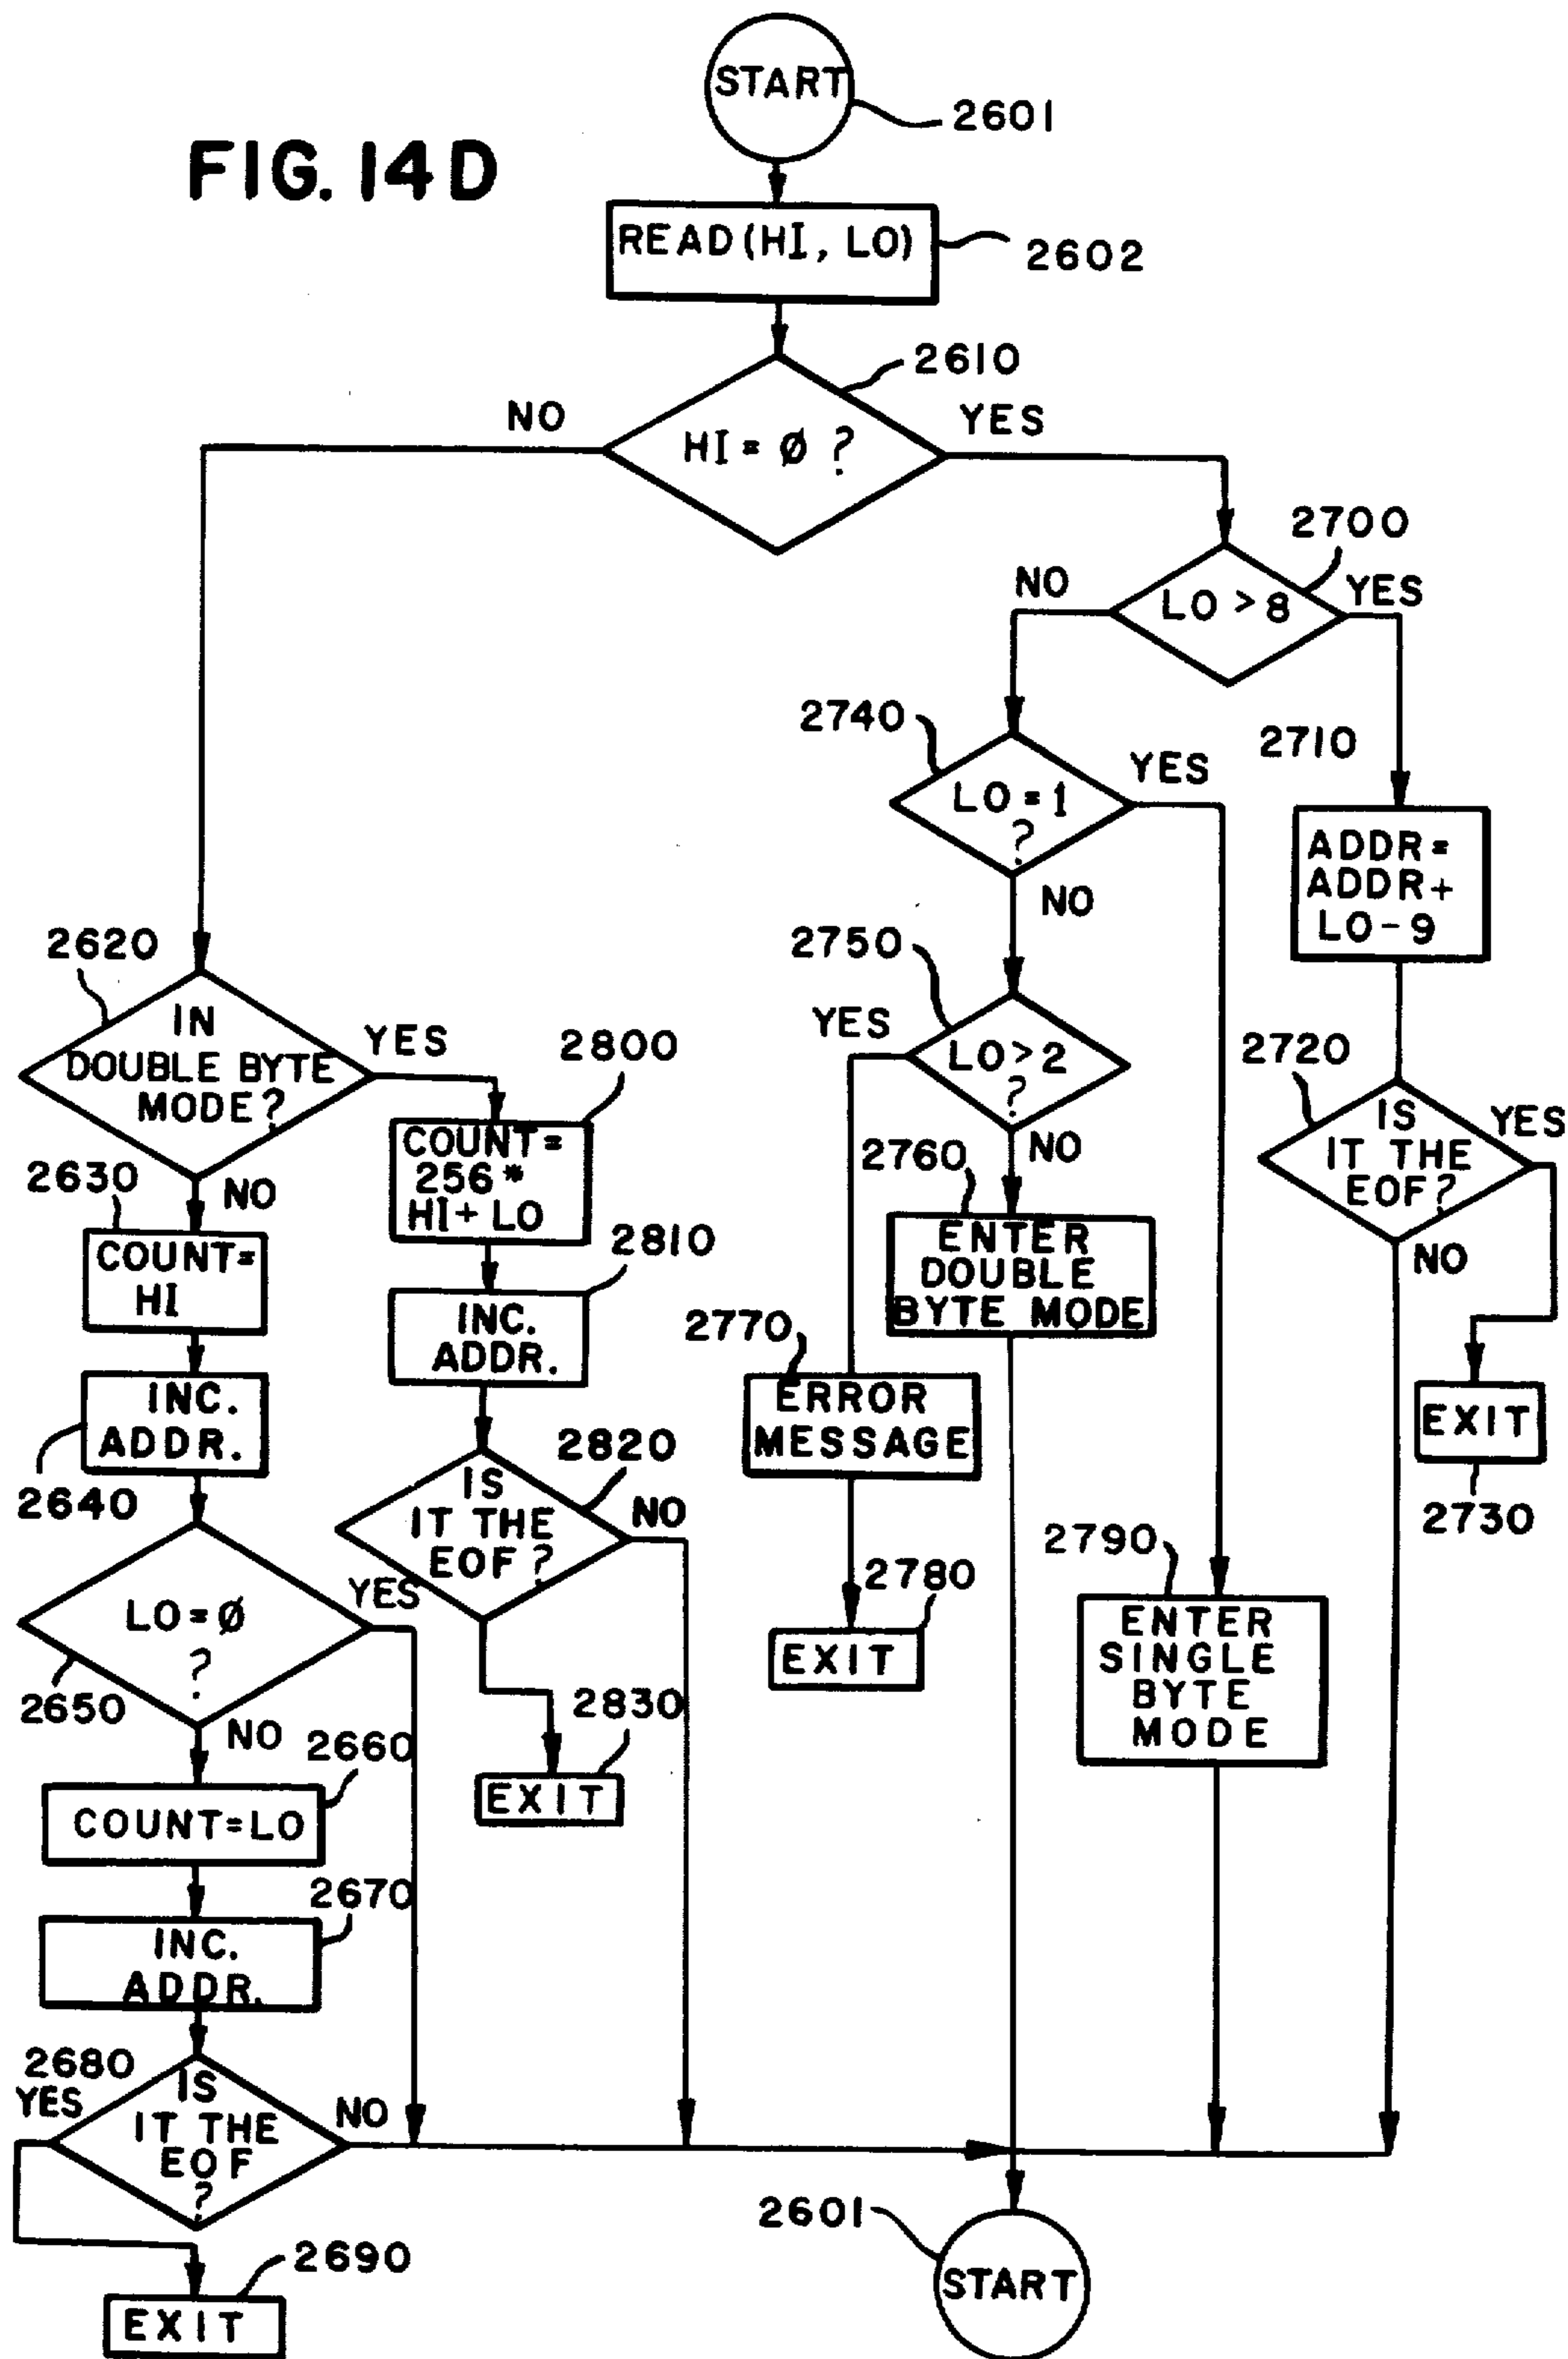 START
2601
FIG. 14D
READ(HI, LO)
2602
2610
NO
YES
HI = Ø ?
2700
NO
LO > 8
YES
2740
2710
YES
LO = 1
?
ADDR=
ADDR+
LO-9
NO
2750
2620
IN
DOUBLE BYTE
MODE?
YES
2800
YES
LO > 2
?
2720
IS
IT THE
EOF?
YES
COUNT=
256 *
HI + LO
2630
NO
2760
NO
ENTER
DOUBLE
BYTE MODE
NO
COUNT=
HI
2810
INC.
ADDR.
2770
ERROR
MESSAGE
EXIT
2730
INC.
ADDR.
2640
2820
IS
IT THE
EOF?
NO
2790
2780
EXIT
YES
LO = Ø
?
2650
ENTER
SINGLE
BYTE
MODE
2830
EXIT
NO
2660
COUNT=LO
2670
INC.
ADDR.
2680
YES
IS
IT THE
EOF
?
NO
2601
START
2690
EXIT